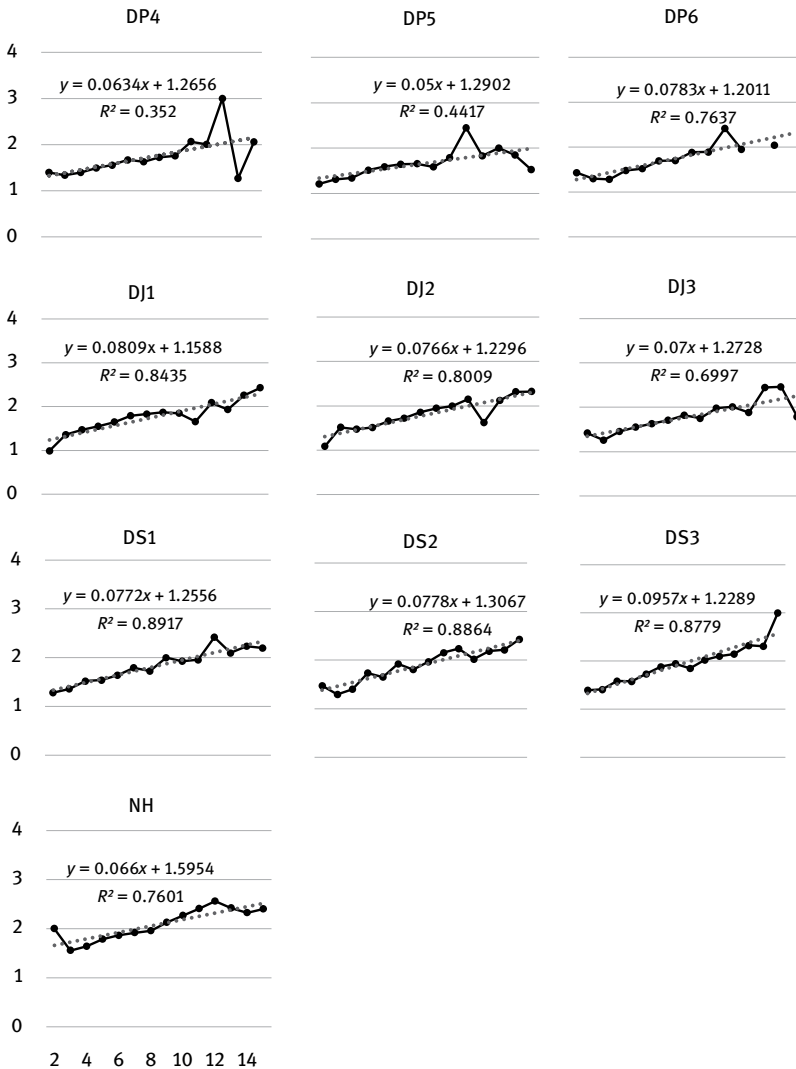 DP4 DP5 DP6
4
y = 0.0634x + 1.2656 y = 0.05x + 1.2902 y = 0.0783x + 1.2011
3
R² = 0.352 R² = 0.4417 R² = 0.7637
2
1
0
DJ1 DJ2 DJ3
4
y = 0.0809x + 1.1588 y = 0.0766x + 1.2296 y = 0.07x + 1.2728
3
R² = 0.8435 R² = 0.8009 R² = 0.6997
2
1
0
DS1 DS2 DS3
4
y = 0.0772x + 1.2556 y = 0.0778x + 1.3067 y = 0.0957x + 1.2289
3
R² = 0.8917 R² = 0.8864 R² = 0.8779
2
1
0
NH
4
y = 0.066x + 1.5954
3
R² = 0.7601
2
1
0
2 4 6 8 10 12 14